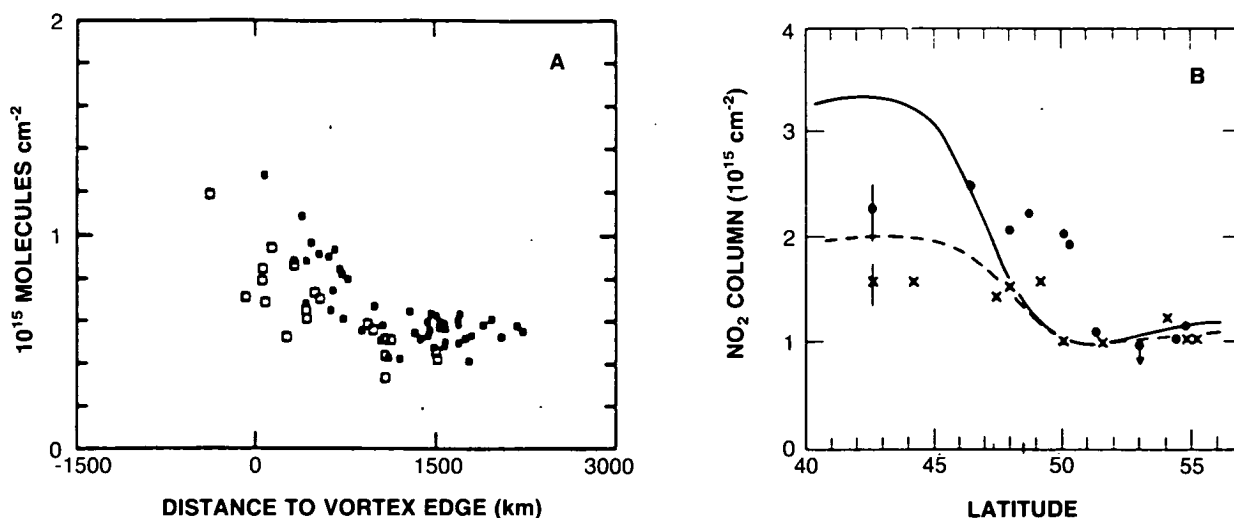 A
2
1
0
-1500
0
1500
3000
10¹⁵ MOLECULES cm⁻²
DISTANCE TO VORTEX EDGE (km)
B
4
3
2
1
0
40
45
50
55
NO₂ COLUMN (10¹⁵ cm⁻²)
LATITUDE